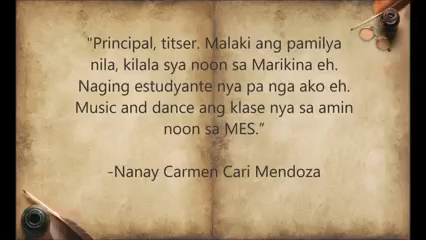 "Principal, titser. Malaki ang pamilya
nila, kilala sya noon sa Marikina eh.
Naging estudyante nya pa nga ako eh.
Music and dance ang klase nya sa amin
noon sa MES.”
-Nanay Carmen Cari Mendoza